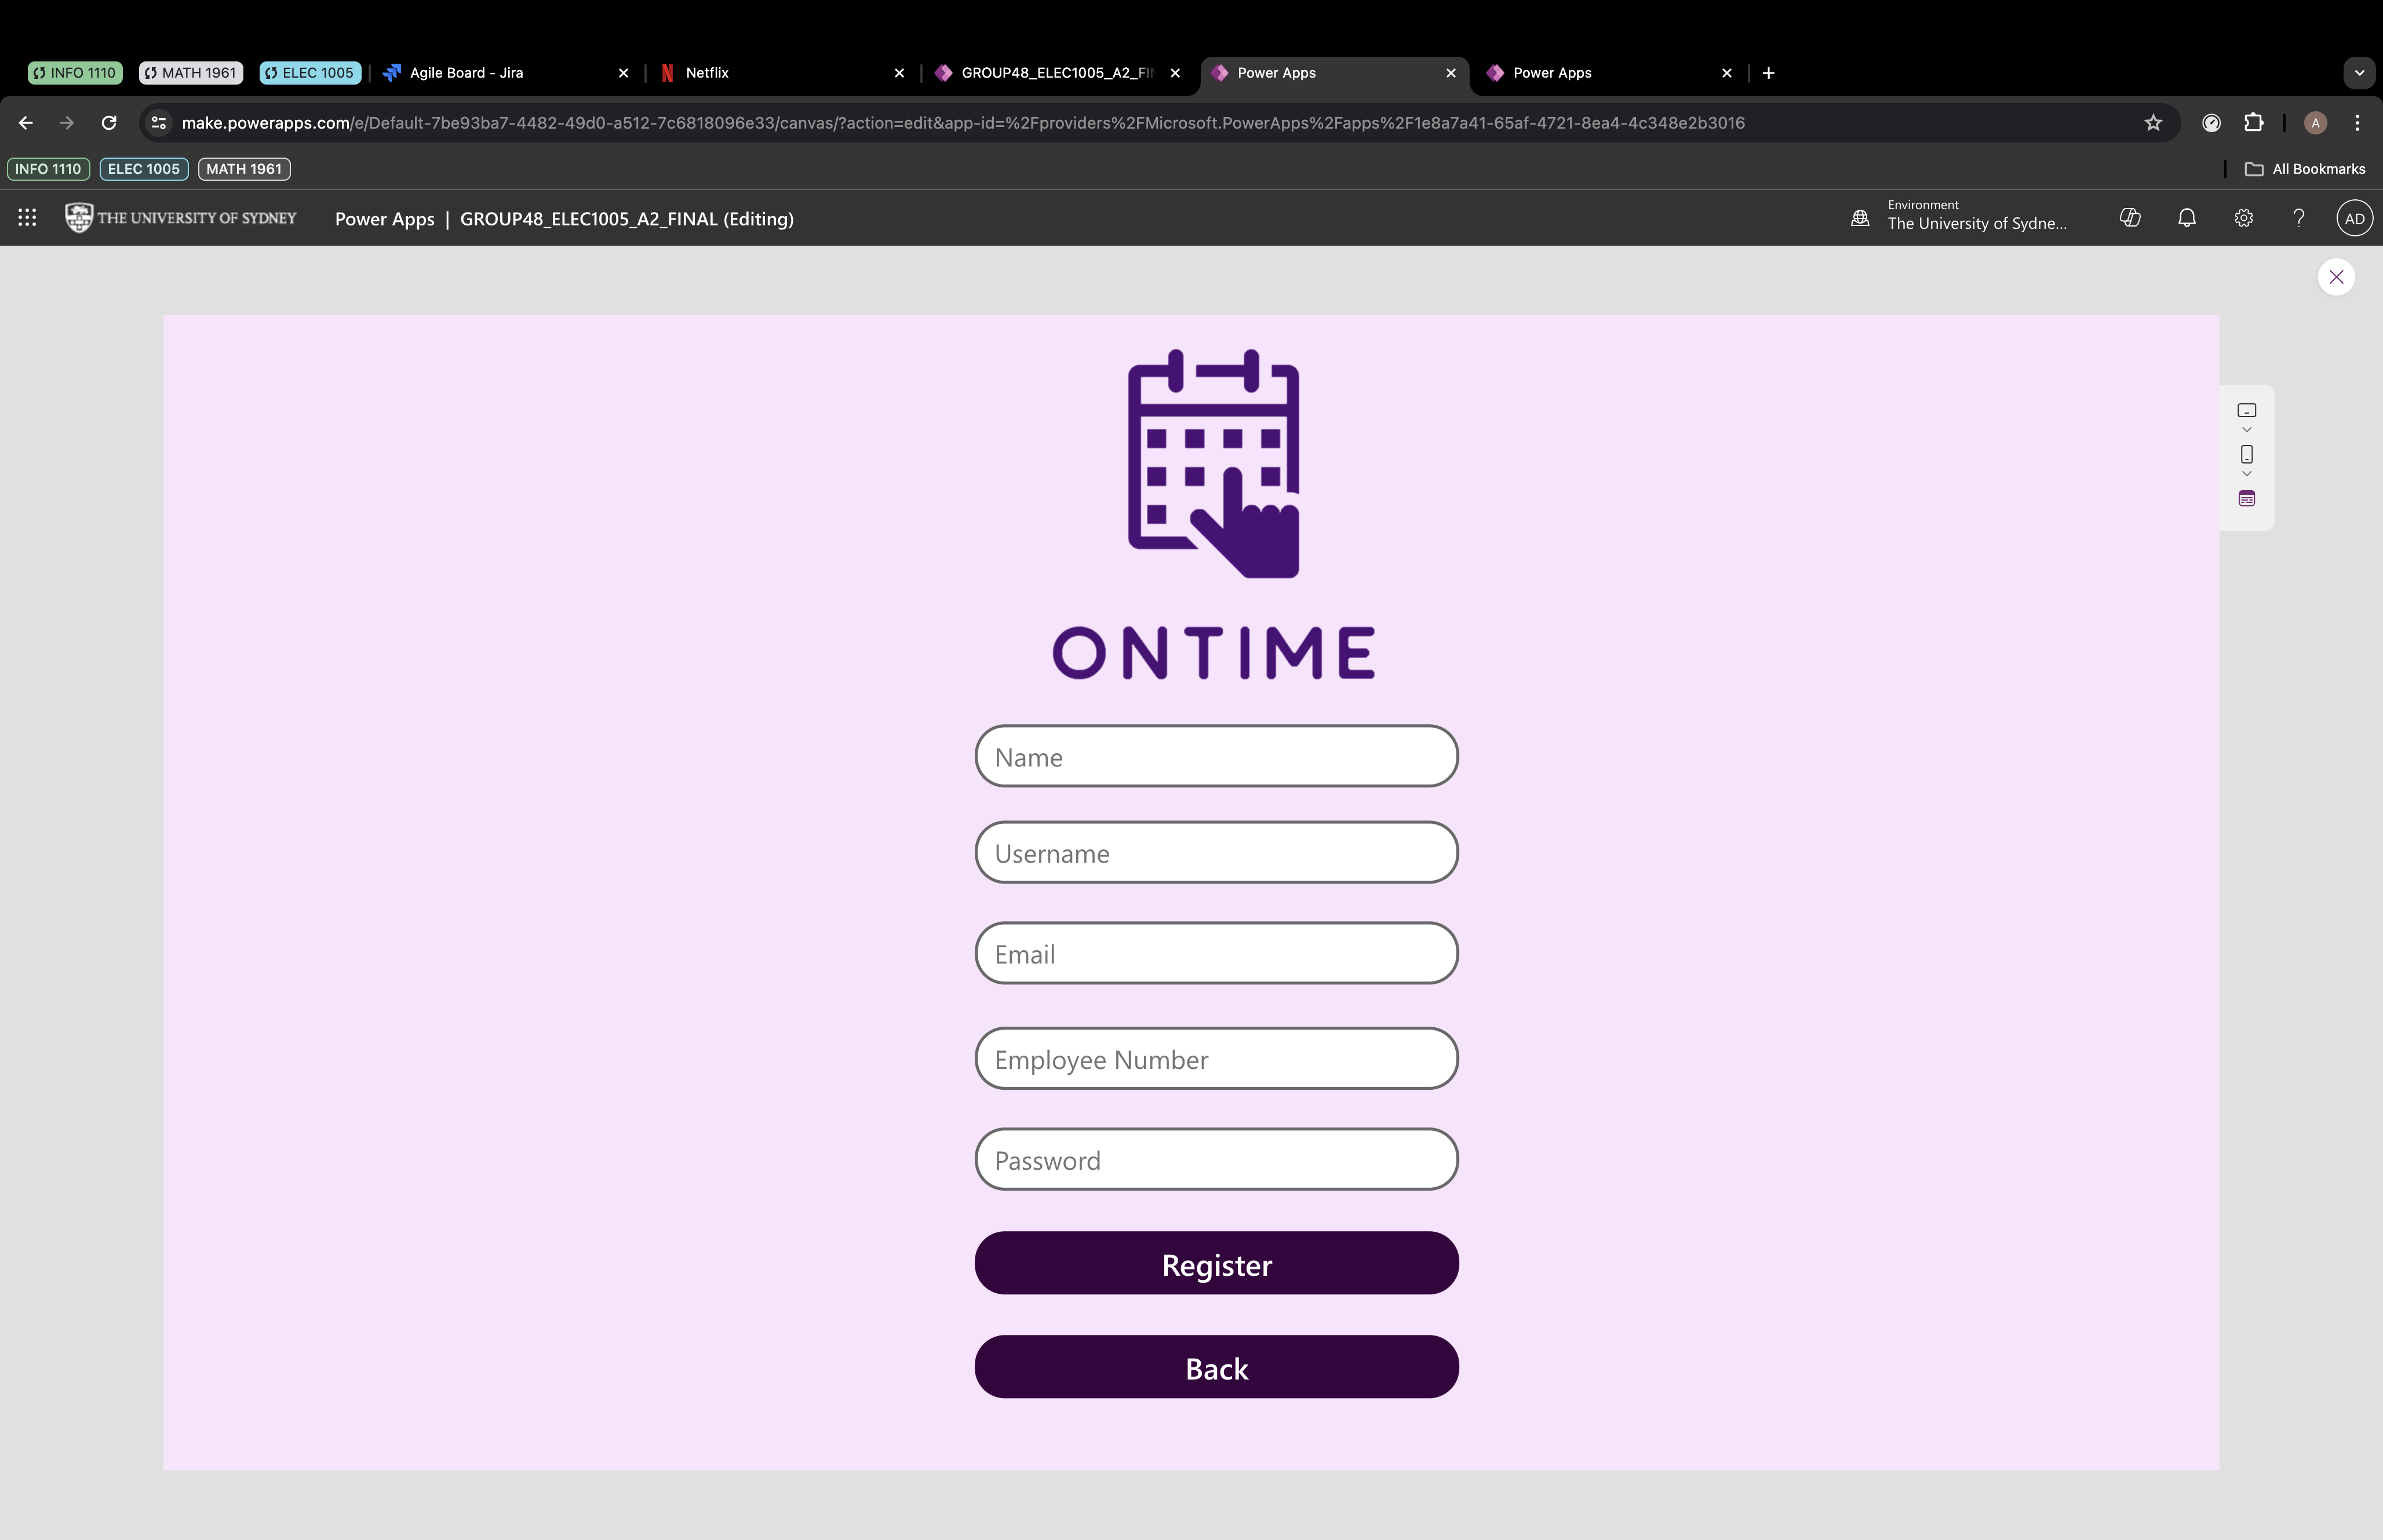 INFO 1110 MATH 1961 ELEC 1005 Agile Board - Jira Netflix GROUP48_ELEC1005_A2_FIN Power Apps Power Apps
make.powerapps.com/e/Default-7be93ba7-4482-49d0-a512-7c6818096e33/canvas/?action=edit&app-id=%2Fproviders%2FMicrosoft.PowerApps%2Fapps%2F1e8a7a41-65af-4721-8ea4-4c348e2b3016 A
INFO 1110 ELEC 1005 MATH 1961 All Bookmarks
THE UNIVERSITY OF SYDNEY Power Apps | GROUP48_ELEC1005_A2_FINAL (Editing) Environment
The University of Sydne... AD
ONTIME
Name
Username
Email
Employee Number
Password
Register
Back